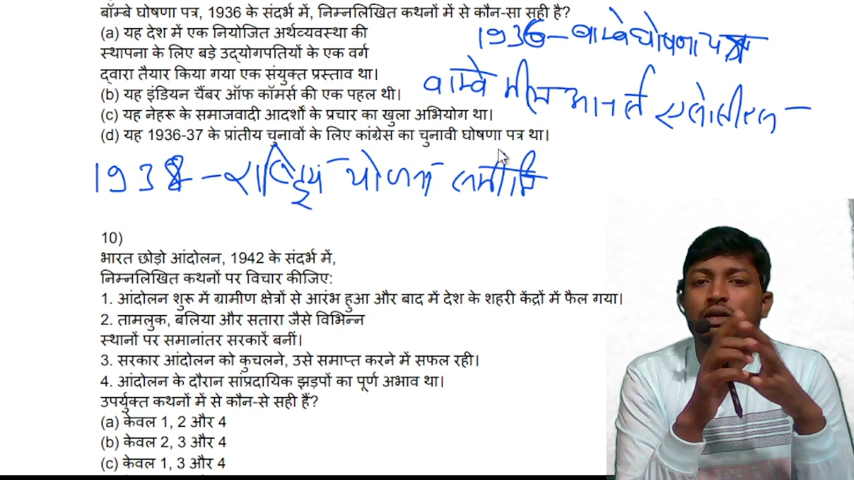 बॉम्बे घोषणा पत्र, 1936 के संदर्भ में, निम्नलिखित कथनों में से कौन-सा सही है?
(a) यह देश में एक नियोजित अर्थव्यवस्था की
स्थापना के लिए बड़े उद्योगपतियों के एक वर्ग
द्वारा तैयार किया गया एक संयुक्त प्रस्ताव था।
(b) यह इंडियन चैंबर ऑफ कॉमर्स की एक पहल थी।
(c) यह नेहरू के समाजवादी आदर्शों के प्रचार का खुला अभियोग था।
(d) यह 1936-37 के प्रांतीय चुनावों के लिए कांग्रेस का चुनावी घोषणा पत्र था।
1936 - बाम्बे घोषणा पत्र
बाम्बे
1938 - राष्ट्रिय योजना समिति
10)
भारत छोड़ो आंदोलन, 1942 के संदर्भ में,
निम्नलिखित कथनों पर विचार कीजिए:
1. आंदोलन शुरू में ग्रामीण क्षेत्रों से आरंभ हुआ और बाद में देश के शहरी केंद्रों में फैल गया।
2. तामलुक, बलिया और सतारा जैसे विभिन्न
स्थानों पर समानांतर सरकारें बनीं।
3. सरकार आंदोलन को कुचलने, उसे समाप्त करने में सफल रही।
4. आंदोलन के दौरान सांप्रदायिक झड़पों का पूर्ण अभाव था।
उपर्युक्त कथनों में से कौन-से सही हैं?
(a) केवल 1, 2 और 4
(b) केवल 2, 3 और 4
(c) केवल 1, 3 और 4